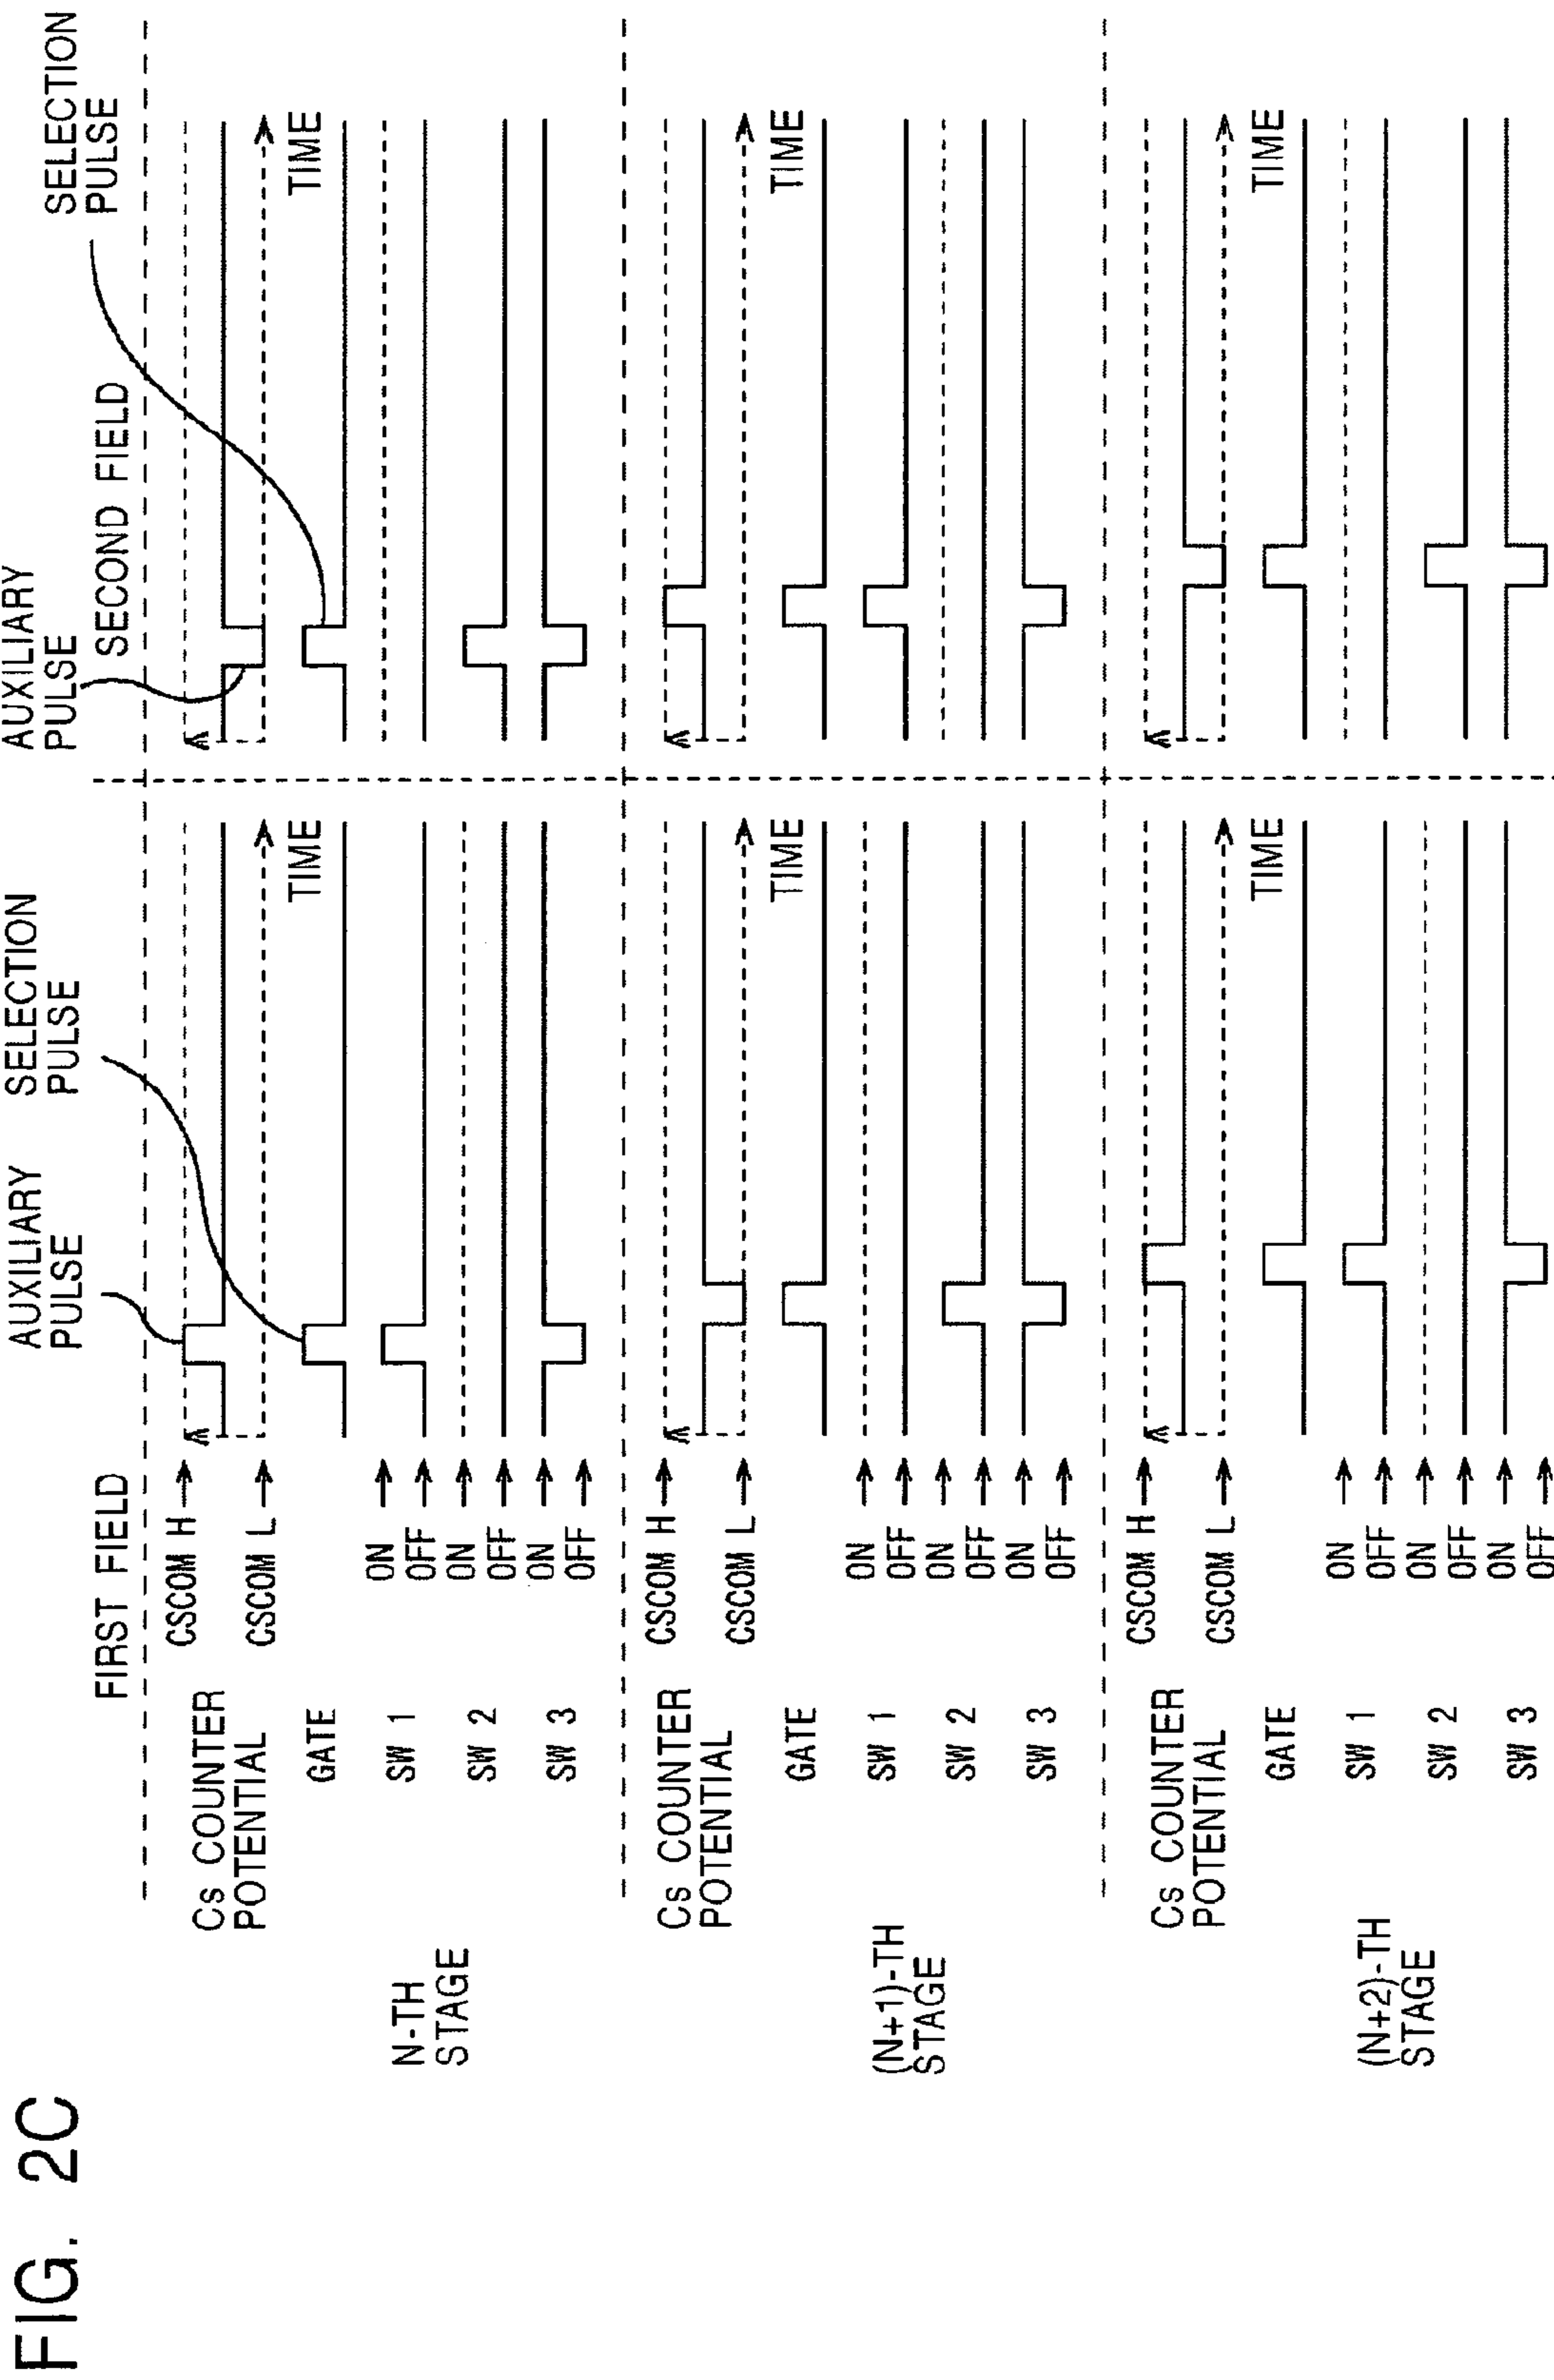 FIG. 2C
AUXILIARY
PULSE
SELECTION
PULSE
AUXILIARY
PULSE
SELECTION
PULSE
FIRST FIELD
SECOND FIELD
N-TH
STAGE
Cs COUNTER
POTENTIAL
CSCOM H
CSCOM L
TIME
TIME
GATE
SW 1
ON
OFF
SW 2
ON
OFF
SW 3
ON
OFF
(N+1)-TH
STAGE
Cs COUNTER
POTENTIAL
CSCOM H
CSCOM L
TIME
TIME
GATE
SW 1
ON
OFF
SW 2
ON
OFF
SW 3
ON
OFF
(N+2)-TH
STAGE
Cs COUNTER
POTENTIAL
CSCOM H
CSCOM L
TIME
TIME
GATE
SW 1
ON
OFF
SW 2
ON
OFF
SW 3
ON
OFF